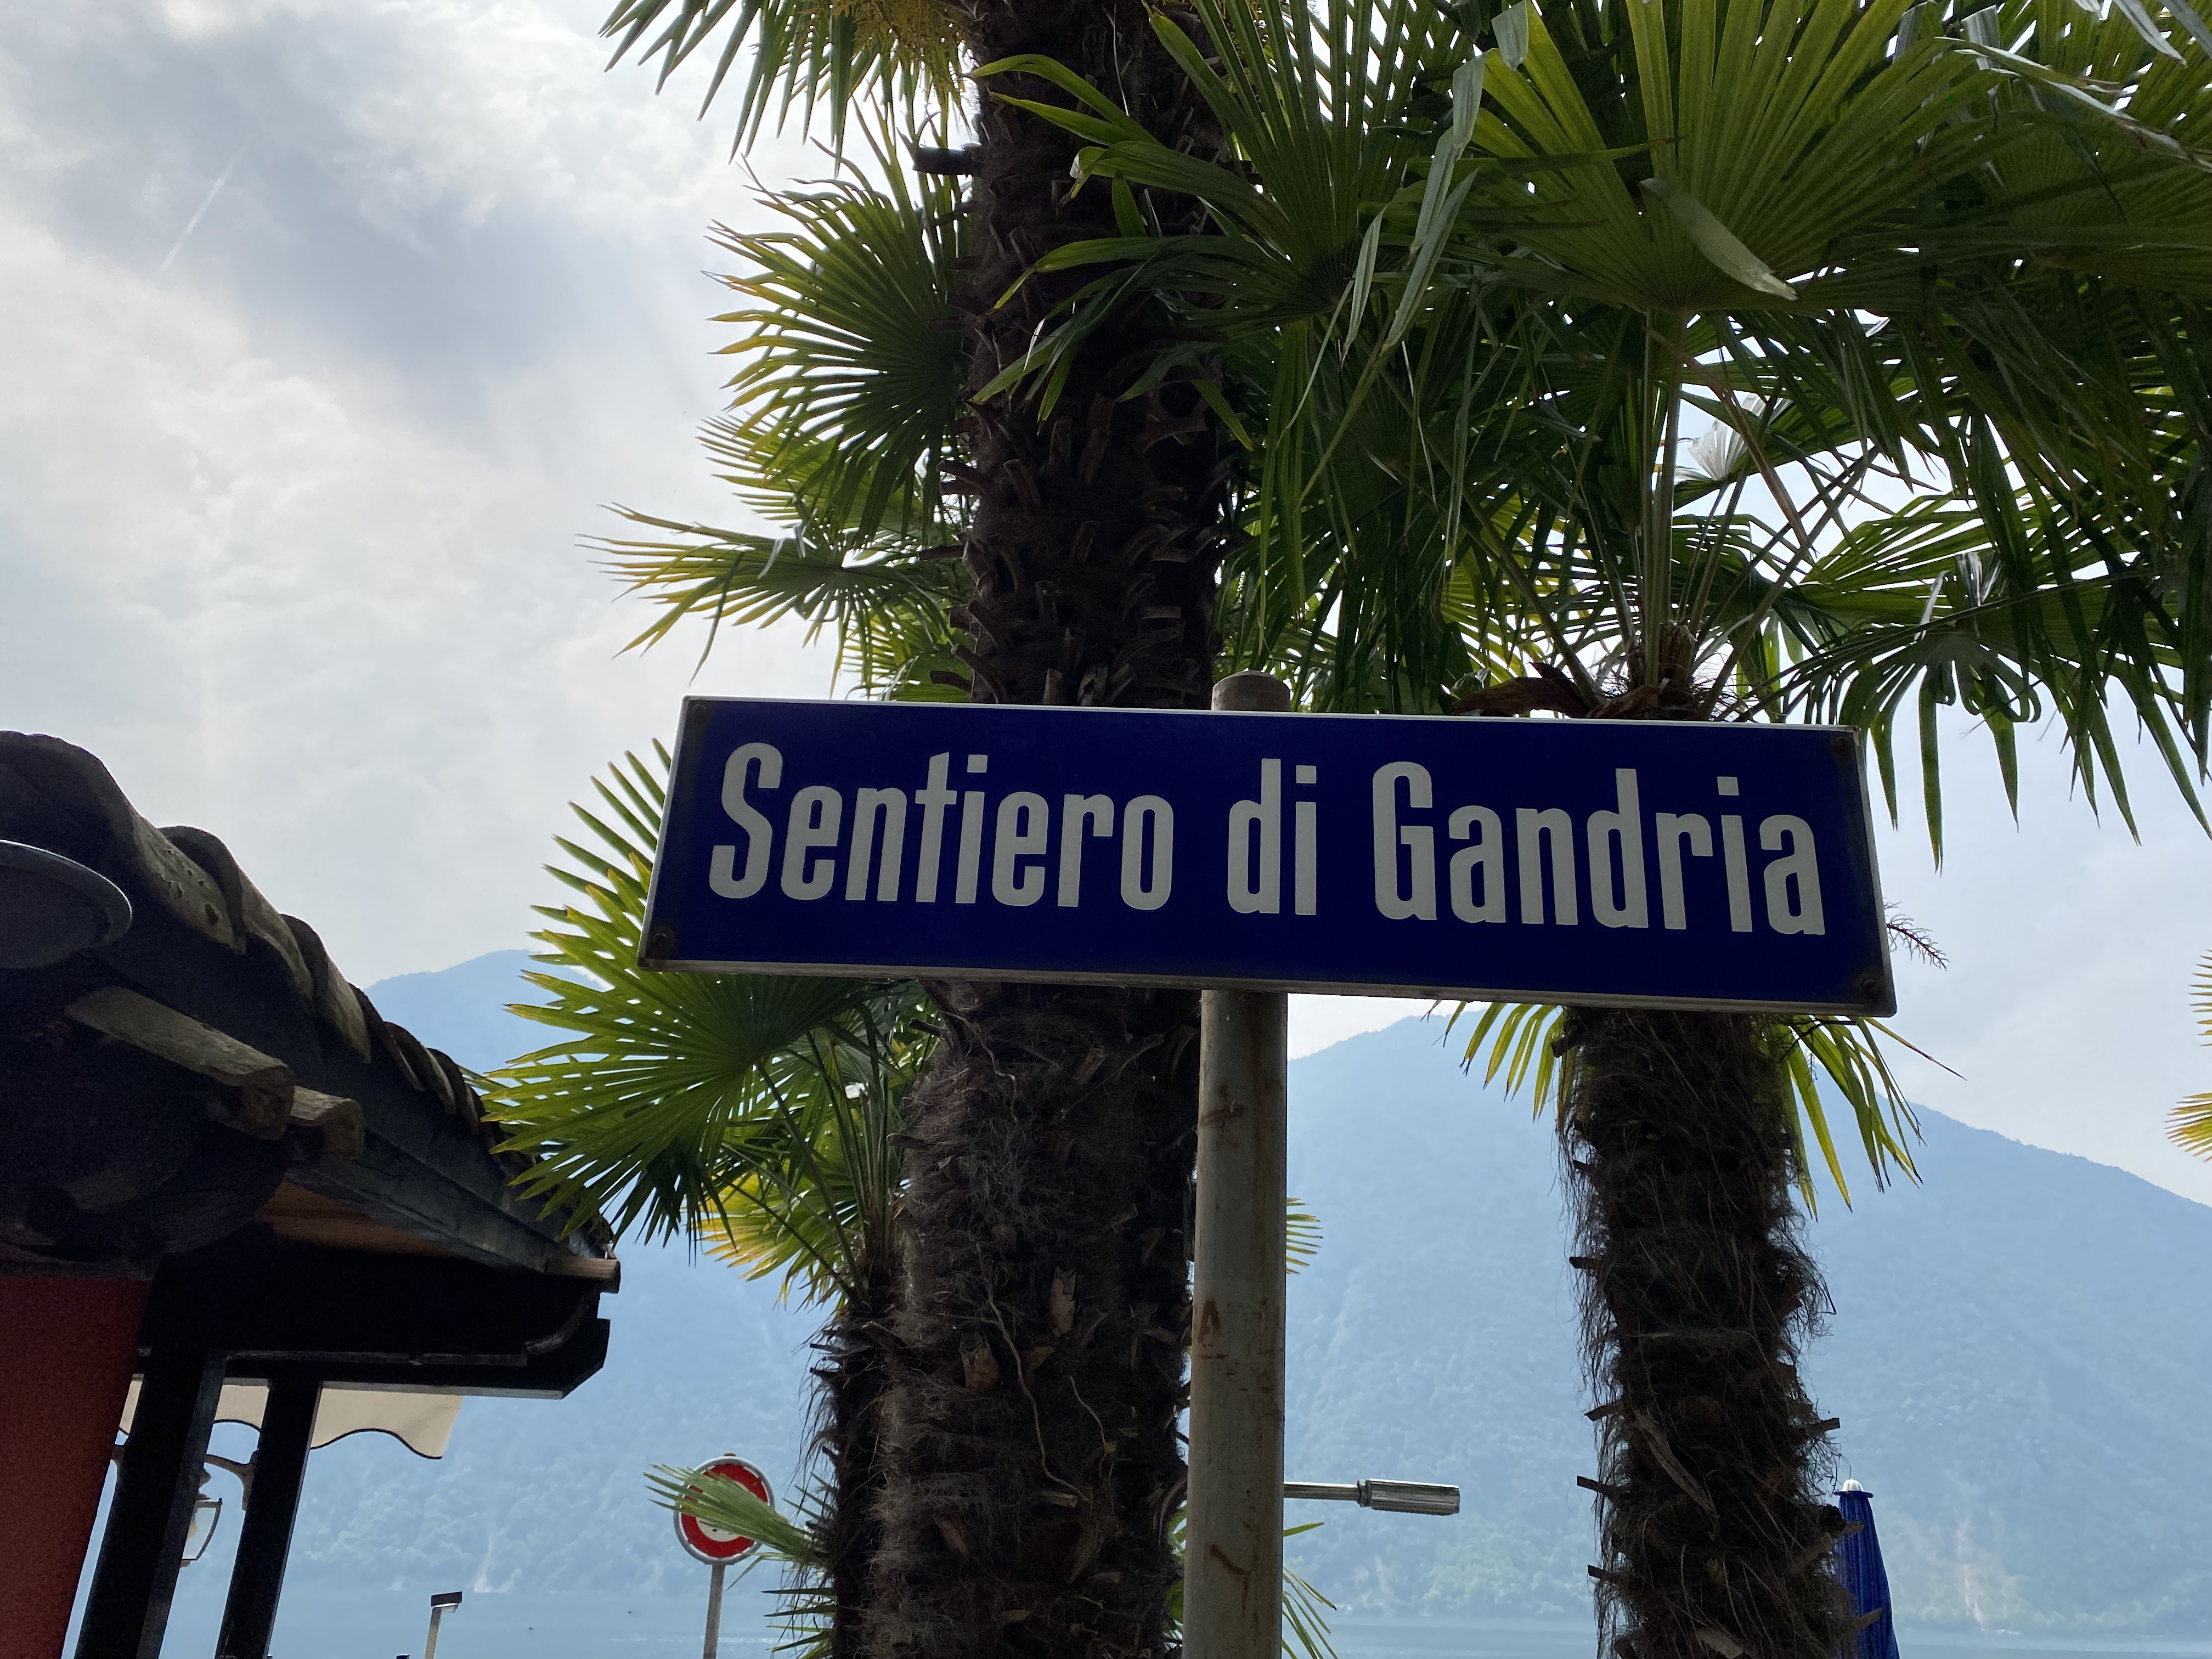 Sentiero di Gandria